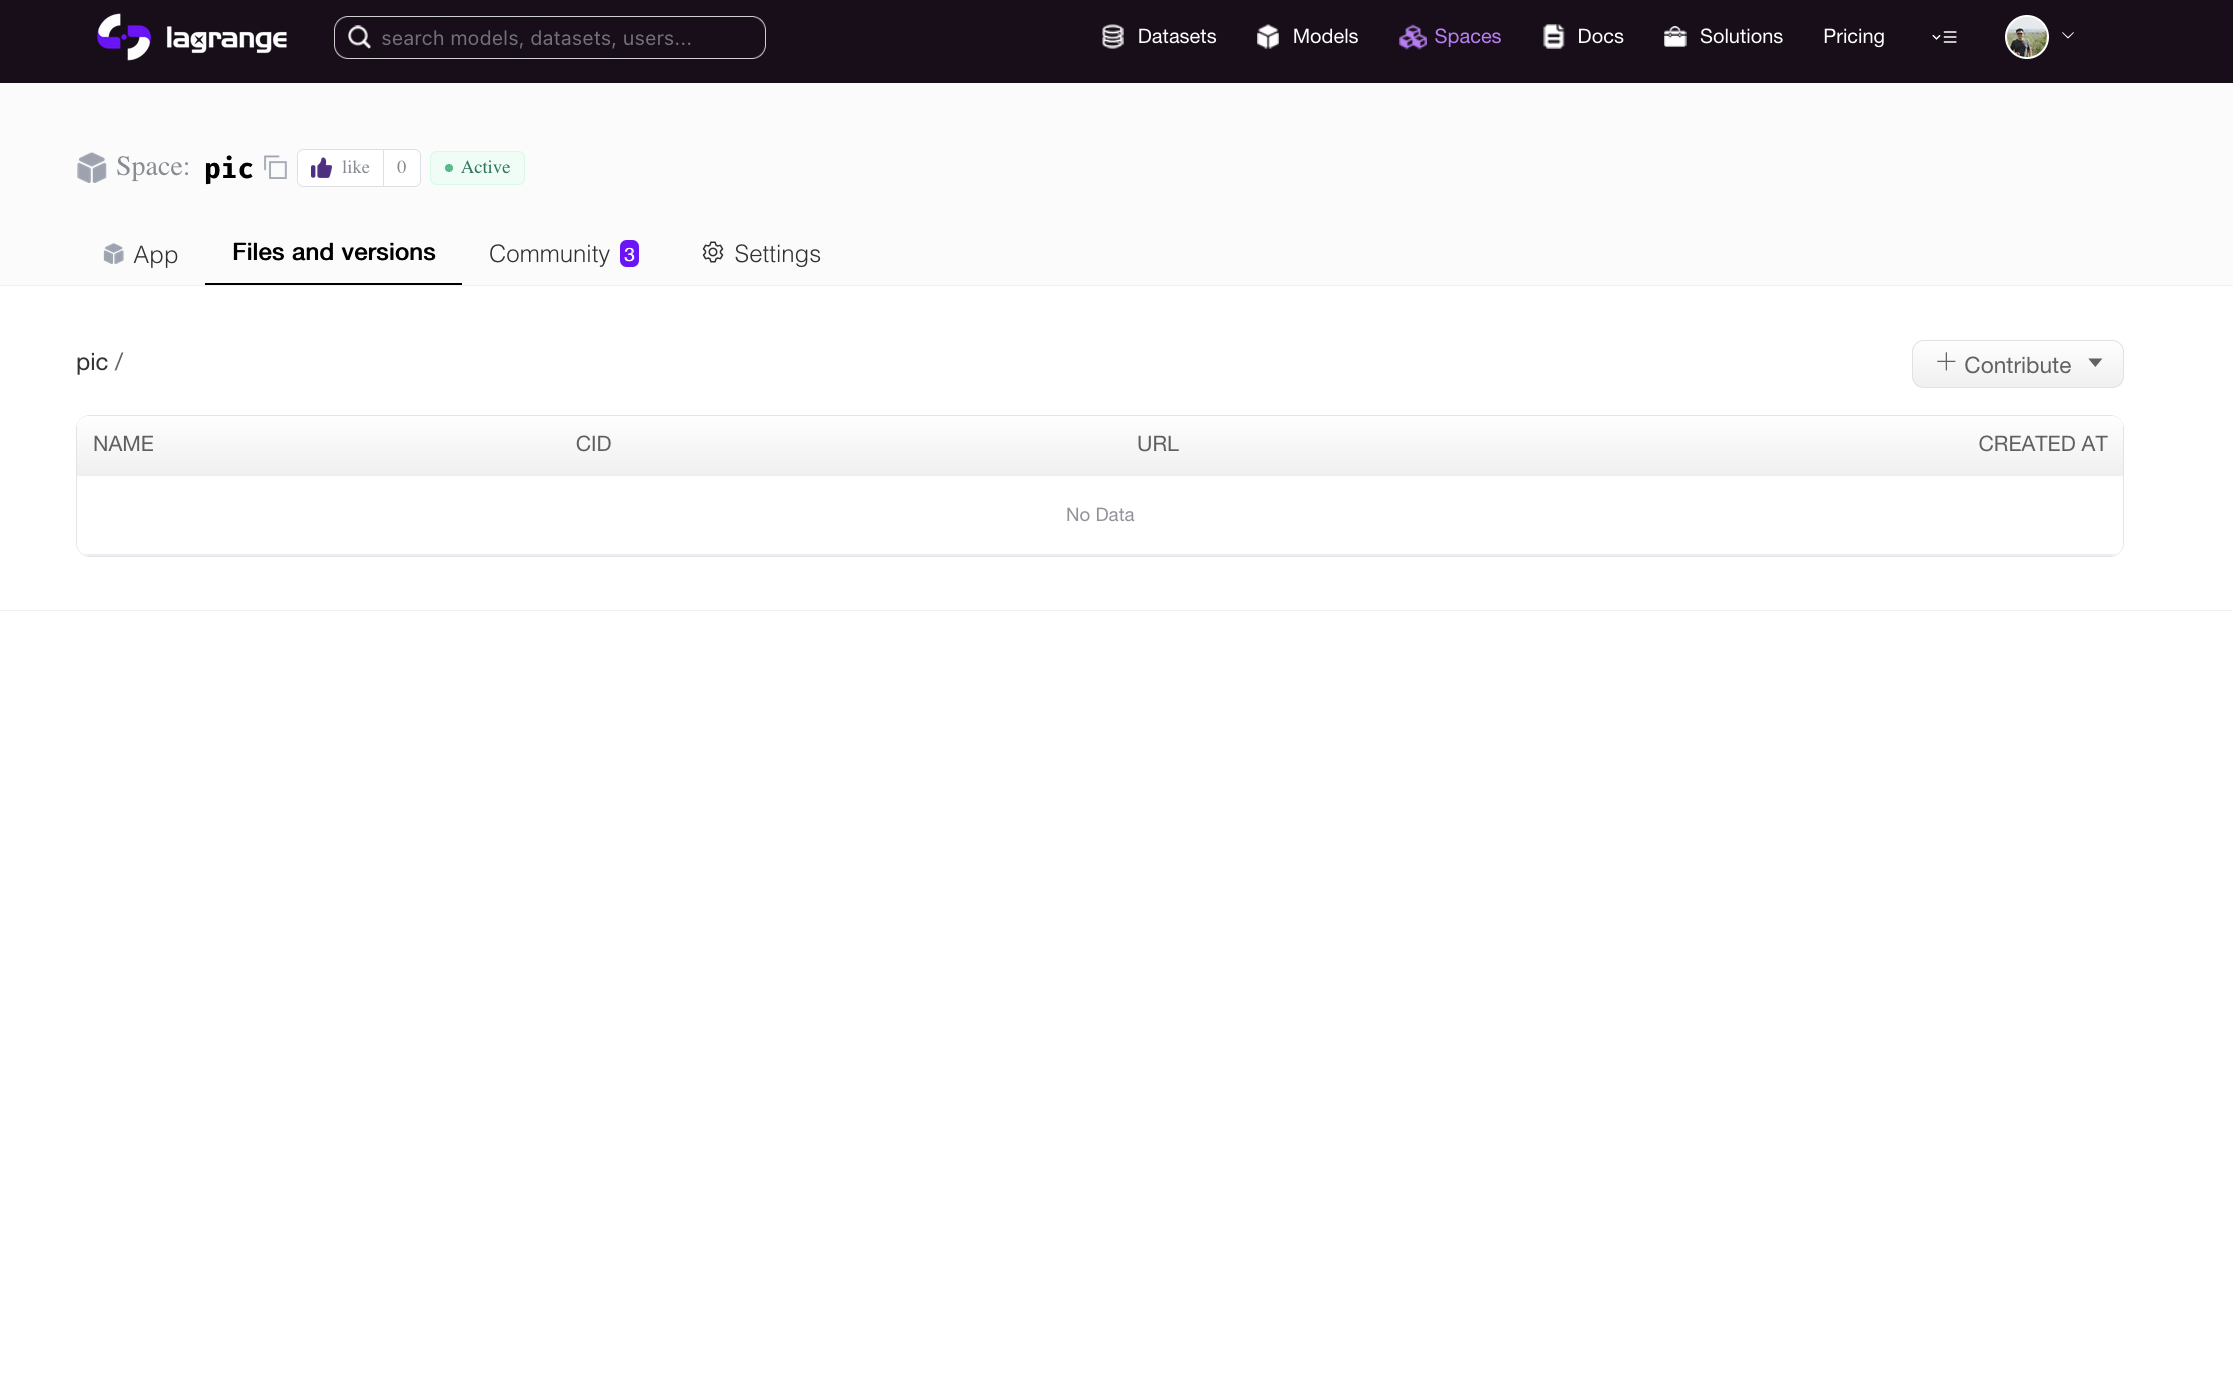 lagrange
search models, datasets, users...
Datasets
Models
Spaces
Docs
Solutions
Pricing
Space: pic
like 0
Active
App
Files and versions
Community 3
Settings
pic /
Contribute
NAME CID URL CREATED AT
No Data